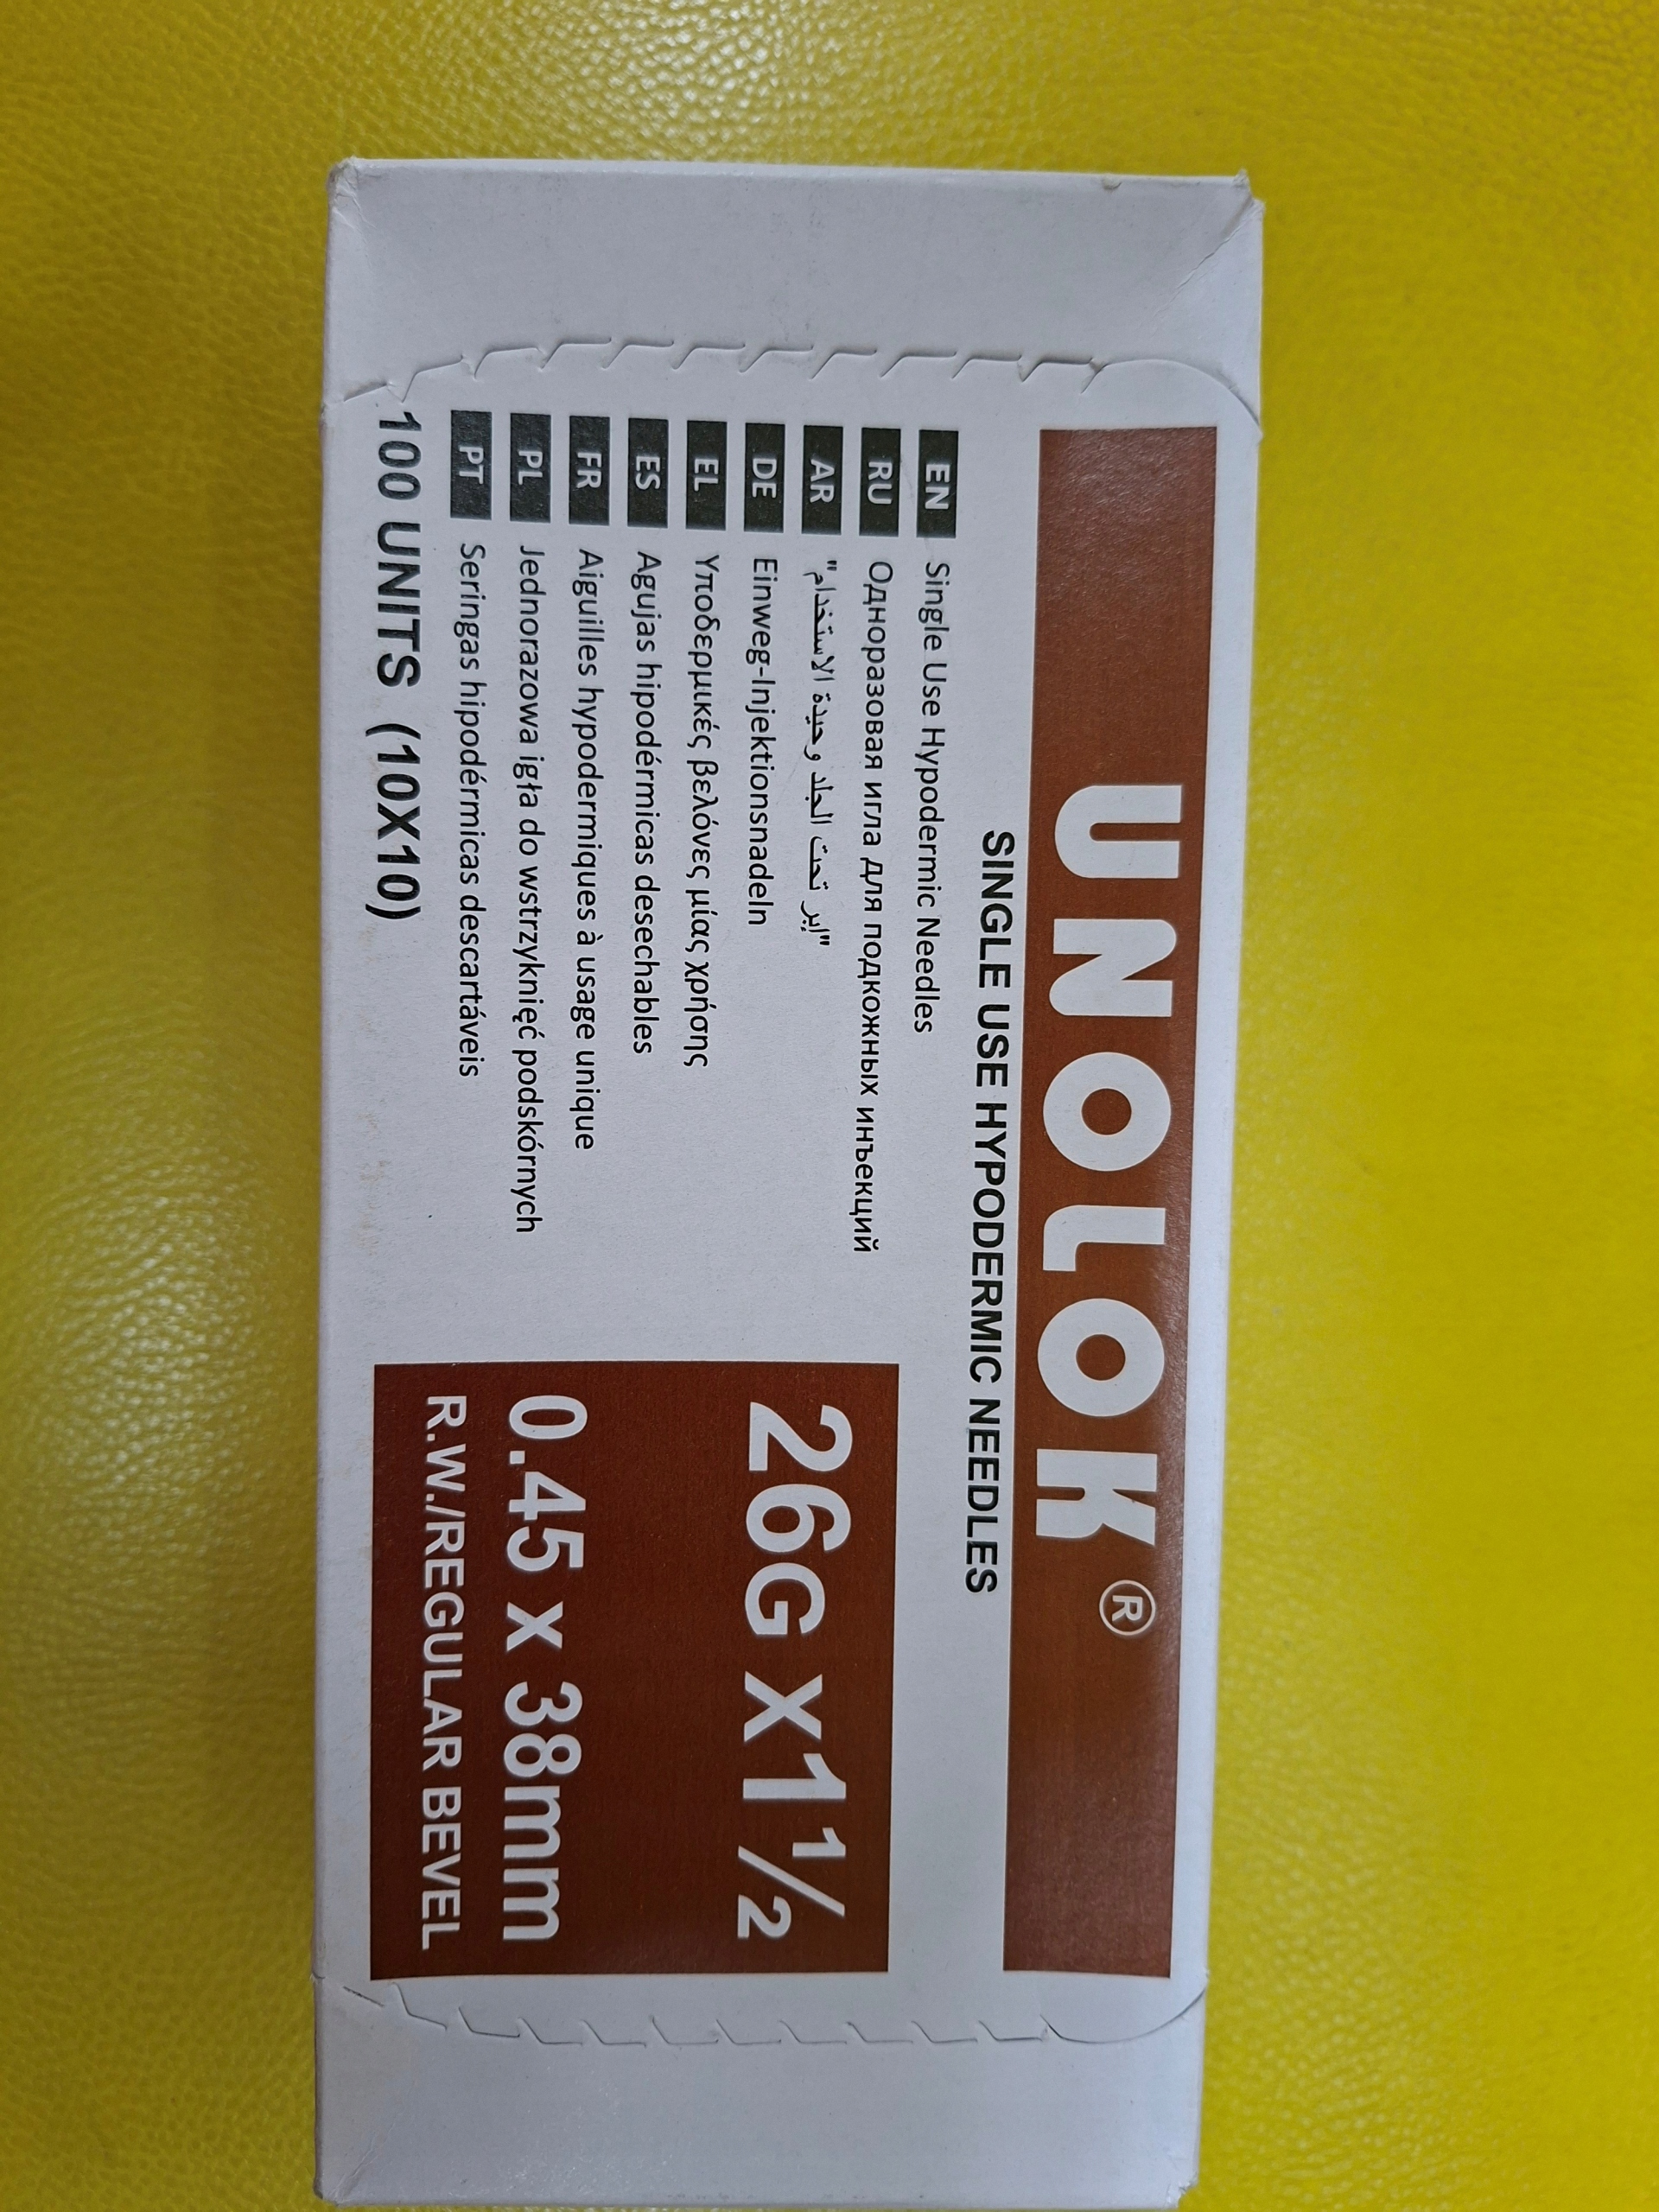 UNOLOK®
SINGLE USE HYPODERMIC NEEDLES
EN Single Use Hypodermic Needles
RU Одноразовая игла для подкожных инъекций
AR "إبر تحت الجلد وحيدة الاستخدام"
DE Einweg-Injektionsnadeln
EL Υποδερμικές βελόνες μίας χρήσης
ES Agujas hipodérmicas desechables
FR Aiguilles hypodermiques à usage unique
PL Jednorazowa igła do wstrzyknięć podskórnych
PT Seringas hipodérmicas descartáveis
100 UNITS (10X10)
26G x1½
0.45 x 38mm
R.W./REGULAR BEVEL